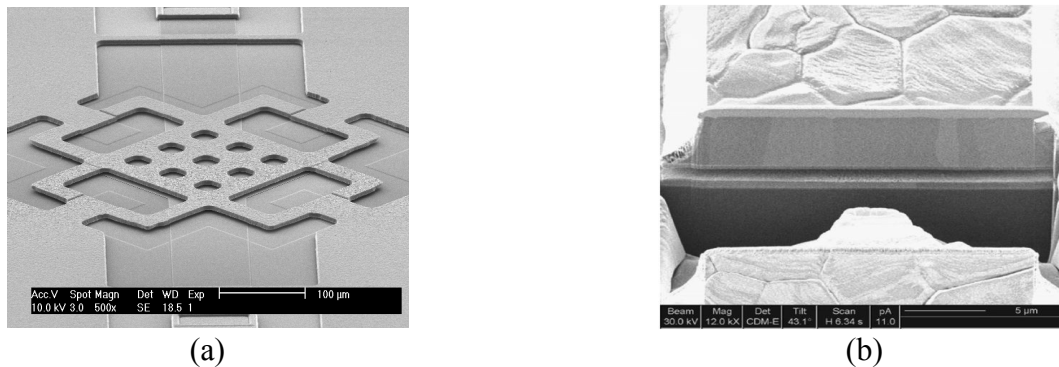 Acc.V Spot Magn Det WD Exp 100 µm
10.0 kV 3.0 500x SE 18.5 1
Beam Mag Det Tilt Scan pA 5 µm
30.0 kV 12.0 kX CDM-E 43.1° H 6.34 s 11.0
(a) (b)